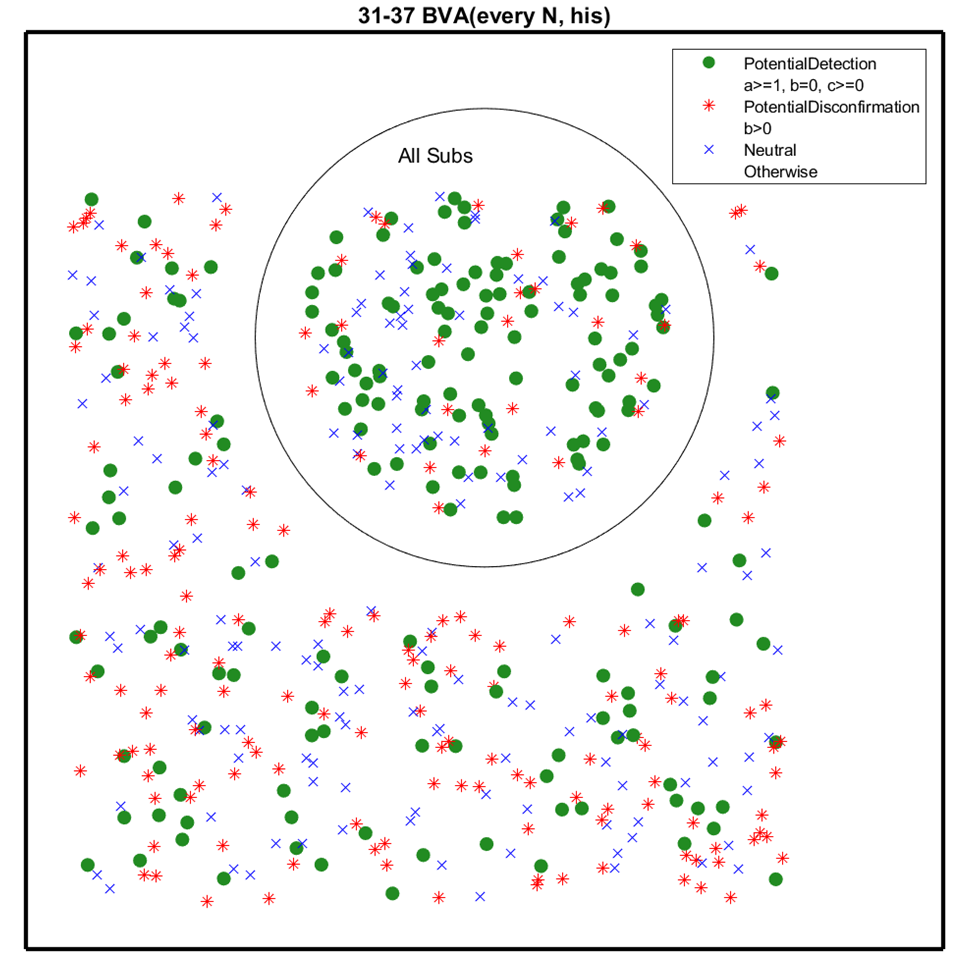 31-37 BVA(every N, his)
PotentialDetection
a>=1, b=0, c>=0
PotentialDisconfirmation
b>0
Neutral
Otherwise
All Subs